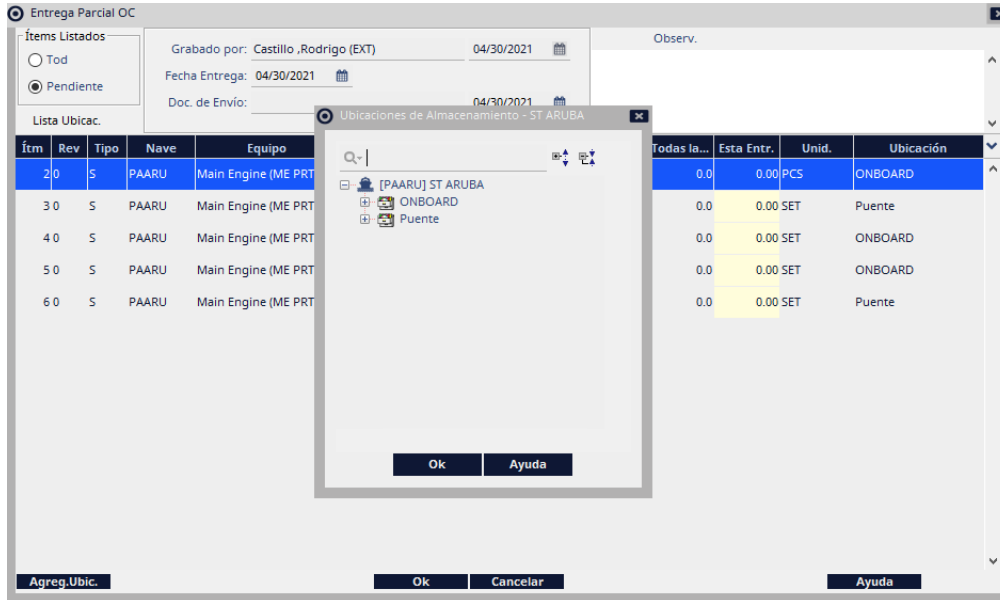 Entrega Parcial OC
Ítems Listados
Tod
Pendiente
Lista Ubicac.
Grabado por: Castillo ,Rodrigo (EXT) 04/30/2021
Fecha Entrega: 04/30/2021
Doc. de Envío: 04/30/2021
Observ.
Ubicaciones de Almacenamiento - ST ARUBA
[PAARU] ST ARUBA
ONBOARD
Puente
Ok Ayuda
Ítm Rev Tipo Nave Equipo Todas la... Esta Entr. Unid. Ubicación
2 0 S PAARU Main Engine (ME PRT 0.0 0.00 PCS ONBOARD
3 0 S PAARU Main Engine (ME PRT 0.0 0.00 SET Puente
4 0 S PAARU Main Engine (ME PRT 0.0 0.00 SET ONBOARD
5 0 S PAARU Main Engine (ME PRT 0.0 0.00 SET ONBOARD
6 0 S PAARU Main Engine (ME PRT 0.0 0.00 SET Puente
Agreg.Ubic. Ok Cancelar Ayuda